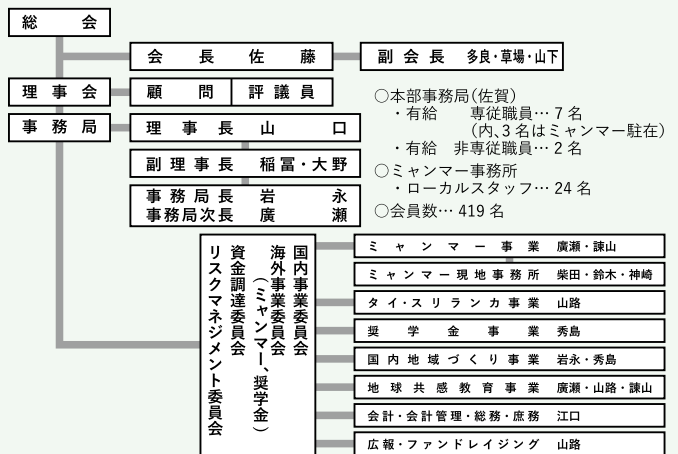 総会
会長 佐藤
副会長 多良・草場・山下
理事会
顧問
評議員
事務局
理事長 山口
副理事長 稲冨・大野
事務局長 岩永
事務局次長 廣瀬
○本部事務局(佐賀)
・有給 専従職員… 7 名
(内、3 名はミャンマー駐在)
・有給 非専従職員… 2 名
○ミャンマー事務所
・ローカルスタッフ… 24 名
○会員数… 419 名
国内事業委員会
海外事業委員会
(ミャンマー、奨学金)
資金調達委員会
リスクマネジメント委員会
ミャンマー事業 廣瀬・諌山
ミャンマー現地事務所 柴田・鈴木・神崎
タイ・スリランカ事業 山路
奨学金事業 秀島
国内地域づくり事業 岩永・秀島
地球共感教育事業 廣瀬・山路・諌山
会計・会計管理・総務・庶務 江口
広報・ファンドレイジング 山路